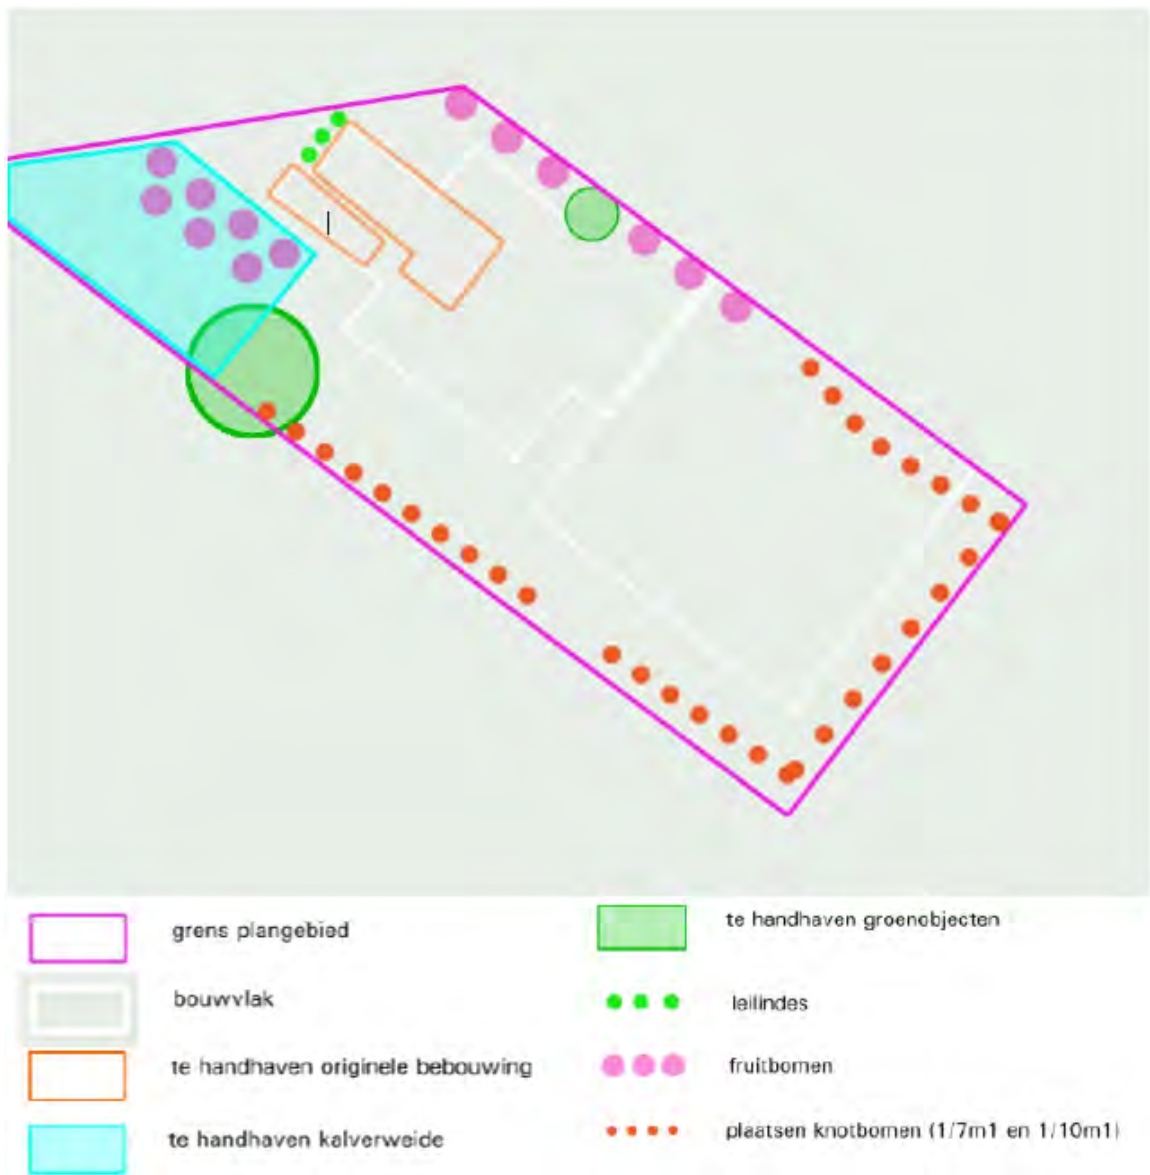 grens plangebied
bouwvlak
te handhaven originele bebouwing
te handhaven kalverweide
te handhaven groenobjecten
leilindes
fruitbomen
plaatsen knotbomen (1/7m1 en 1/10m1)